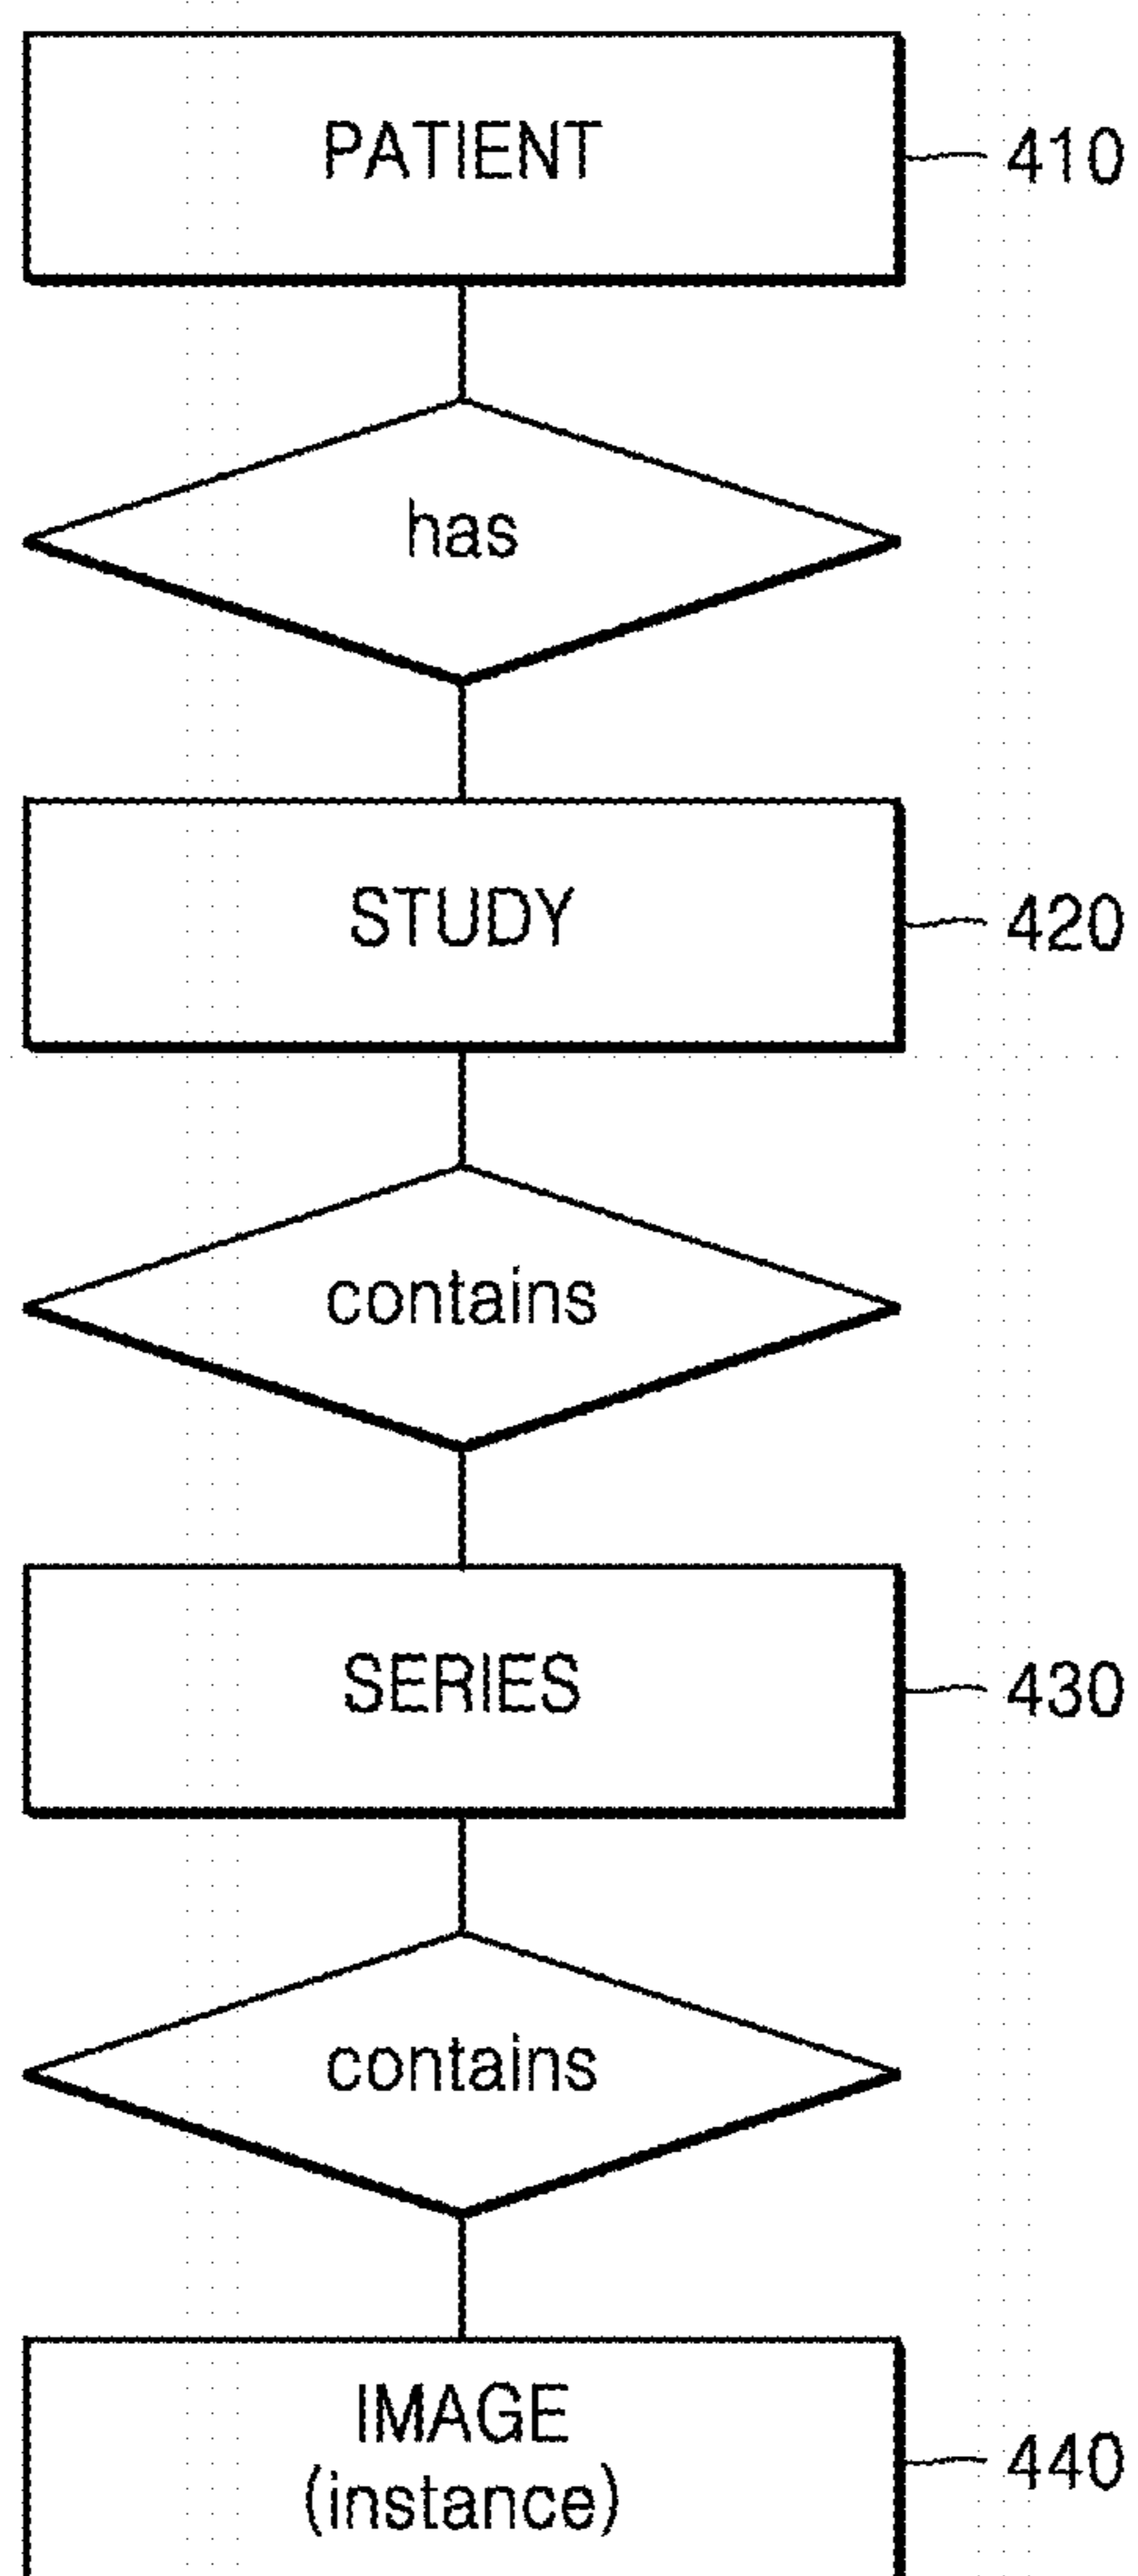 PATIENT
410
has
STUDY
420
contains
SERIES
430
contains
IMAGE
(instance)
440